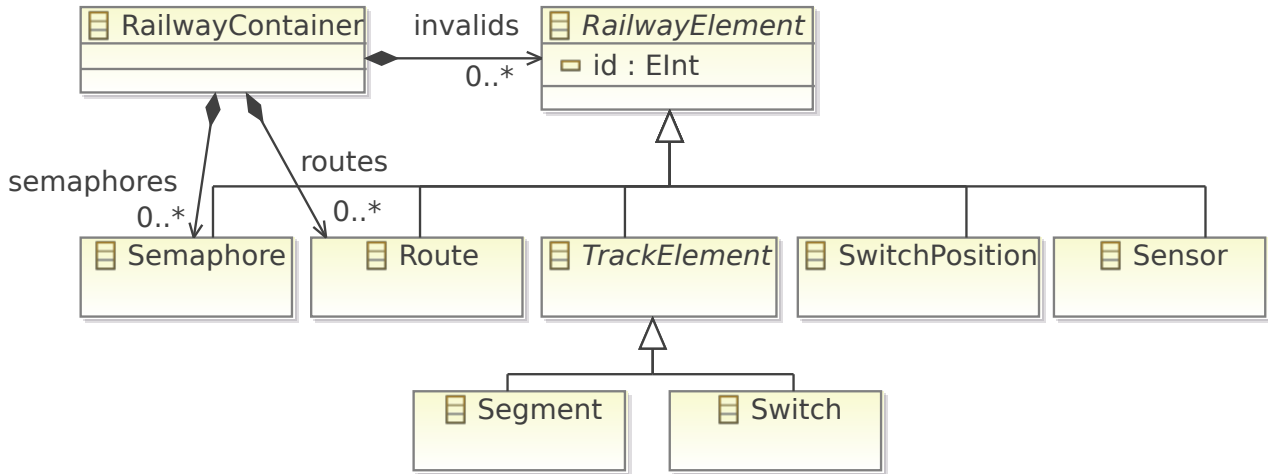 RailwayContainer
invalids
0..*
RailwayElement
id : EInt
semaphores
0..*
routes
0..*
Semaphore
Route
TrackElement
SwitchPosition
Sensor
Segment
Switch